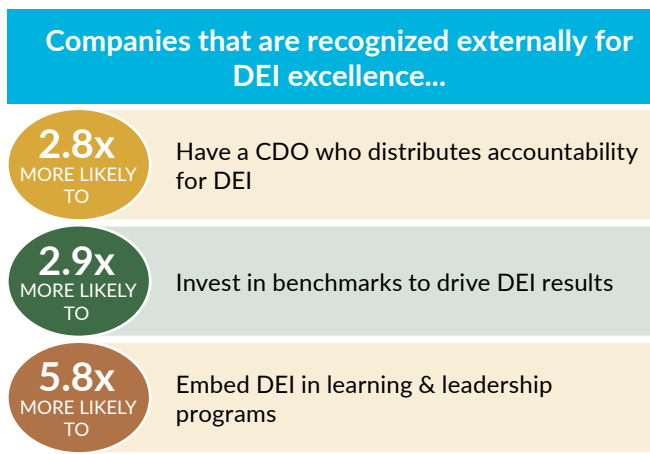 Companies that are recognized externally for
DEI excellence...
2.8x
MORE LIKELY
TO
Have a CDO who distributes accountability
for DEI
2.9x
MORE LIKELY
TO
Invest in benchmarks to drive DEI results
5.8x
MORE LIKELY
TO
Embed DEI in learning & leadership
programs